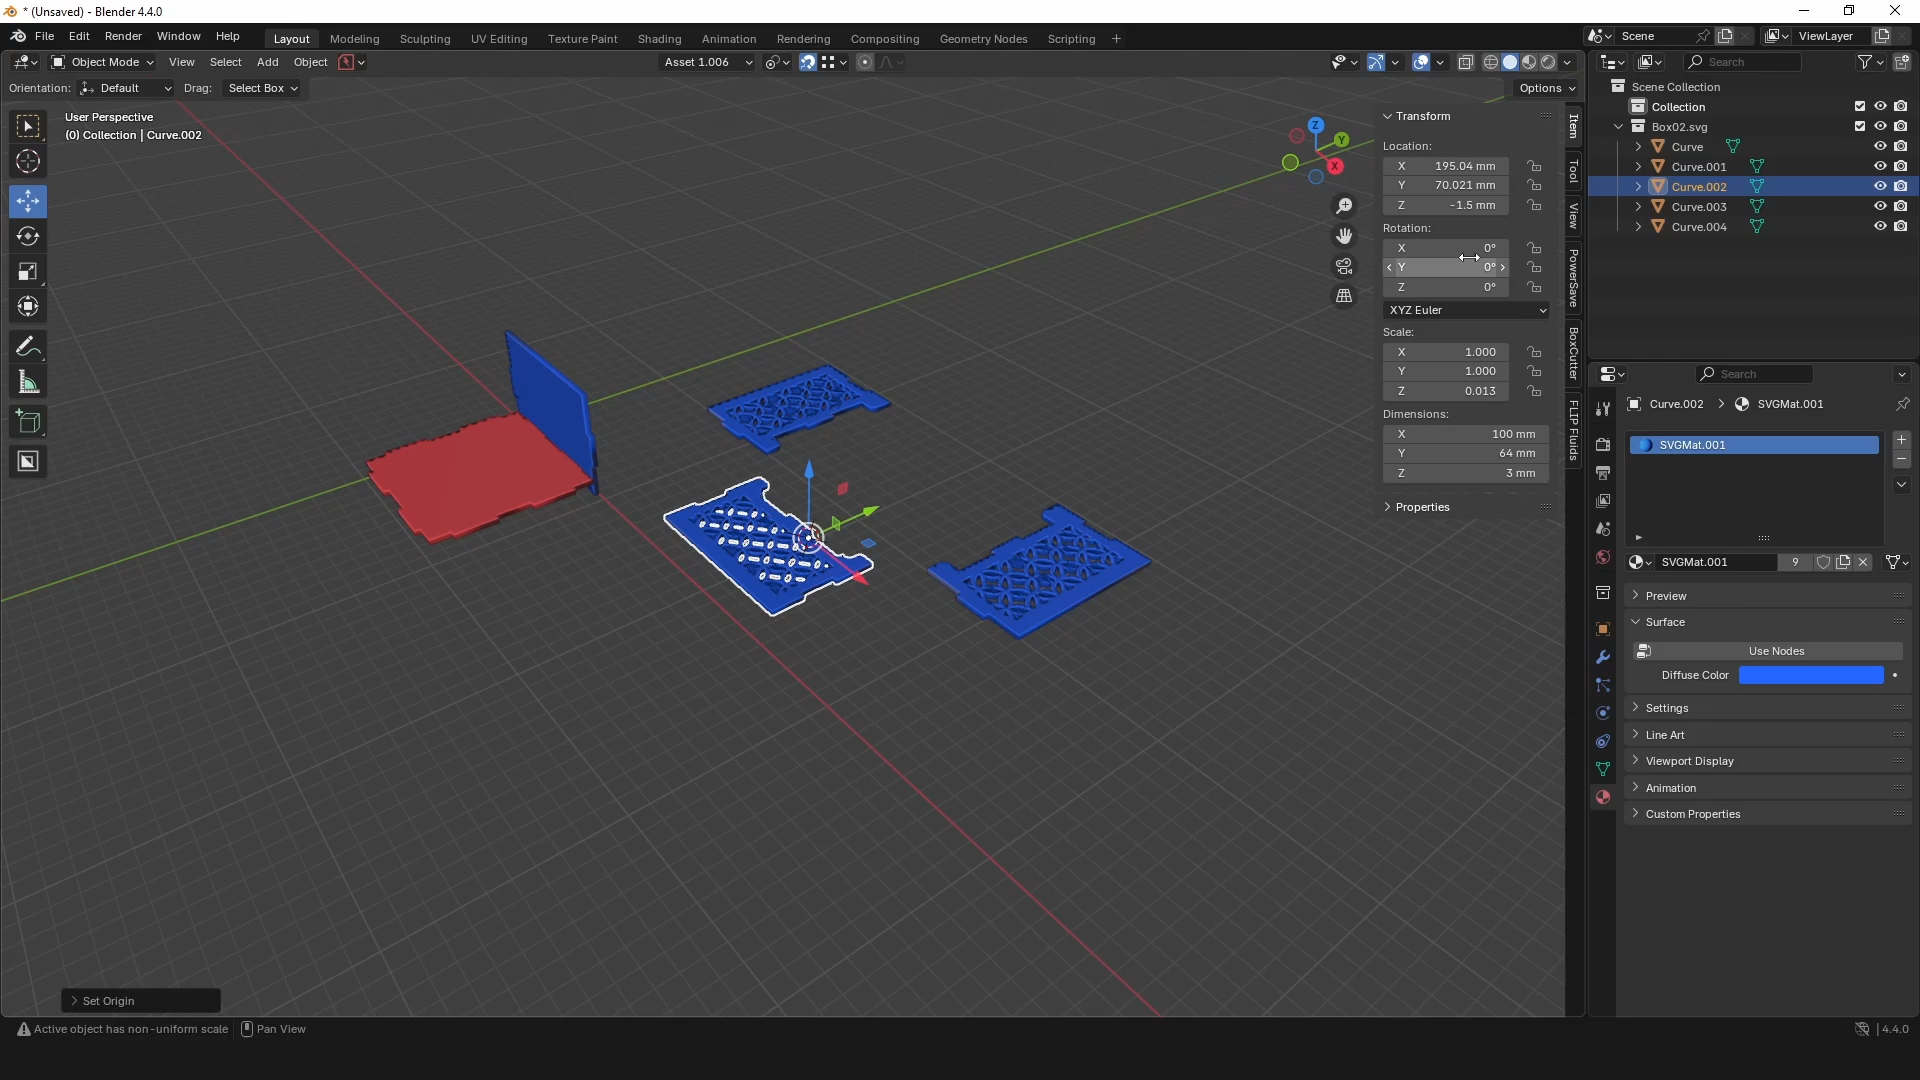 * (Unsaved) - Blender 4.4.0
File Edit Render Window Help
Layout Modeling Sculpting UV Editing Texture Paint Shading Animation Rendering Compositing Geometry Nodes Scripting +
Scene
ViewLayer
Object Mode View Select Add Object
Asset 1.006
Search
Orientation: Default Drag: Select Box
Options
User Perspective
(0) Collection | Curve.002
Z
Y
X
Transform
Location:
X 195.04 mm
Y 70.021 mm
Z -1.5 mm
Rotation:
X 0°
Y 0°
Z 0°
XYZ Euler
Scale:
X 1.000
Y 1.000
Z 0.013
Dimensions:
X 100 mm
Y 64 mm
Z 3 mm
Properties
Item
Tool
View
PowerSave
BoxCutter
FLIP Fluids
Scene Collection
Collection
Box02.svg
Curve
Curve.001
Curve.002
Curve.003
Curve.004
Search
Curve.002 > SVGMat.001
SVGMat.001
SVGMat.001 9
Preview
Surface
Use Nodes
Diffuse Color
Settings
Line Art
Viewport Display
Animation
Custom Properties
Set Origin
Active object has non-uniform scale Pan View
4.4.0